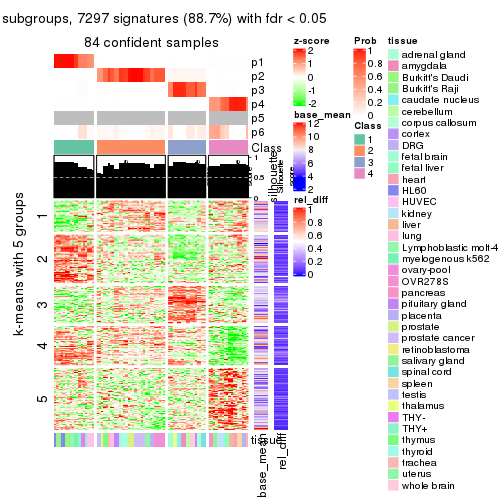 subgroups, 7297 signatures (88.7%) with fdr < 0.05
84 confident samples
p1
p2
p3
p4
p5
p6
Class
1
0.5
0
silhouette
k-means with 5 groups
1
2
3
4
5
tissue
base_mean
rel_diff
z-score
2
1
0
-1
-2
base_mean
12
10
8
6
4
2
rel_diff
1
0.8
0.6
0.4
0.2
0
Prob
1
0.8
0.6
0.4
0.2
0
Class
1
2
3
4
tissue
adrenal gland
amygdala
Burkitt's Daudi
Burkitt's Raji
caudate nucleus
cerebellum
corpus callosum
cortex
DRG
fetal brain
fetal liver
heart
HL60
HUVEC
kidney
liver
lung
Lymphoblastic molt-4
myelogenous k562
ovary-pool
OVR278S
pancreas
pituitary gland
placenta
prostate
prostate cancer
retinoblastoma
salivary gland
spinal cord
spleen
testis
thalamus
THY-
THY+
thymus
thyroid
trachea
uterus
whole brain